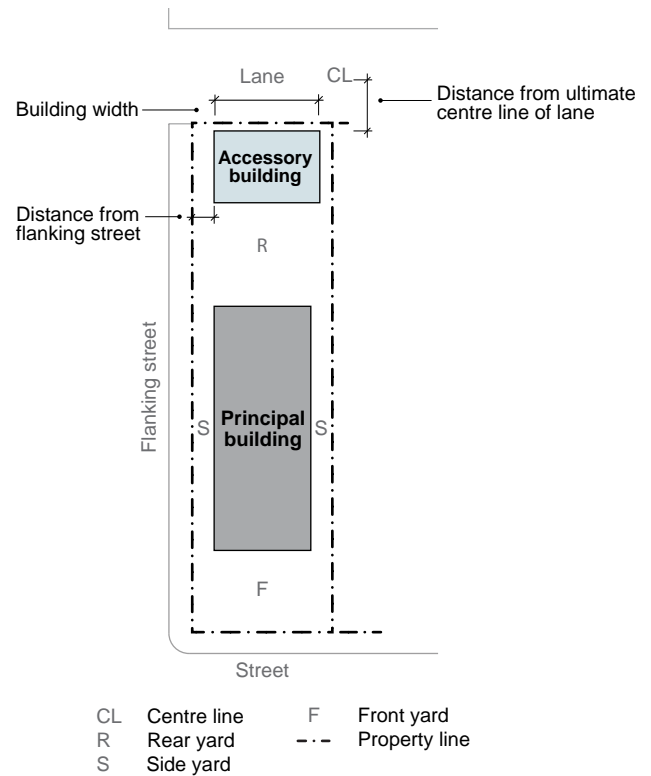 Lane
CL
Distance from ultimate
centre line of lane
Building width
Accessory
building
Distance from
flanking street
R
Flanking street
S
Principal
building
S
F
Street
CL Centre line
F Front yard
R Rear yard
Property line
S Side yard